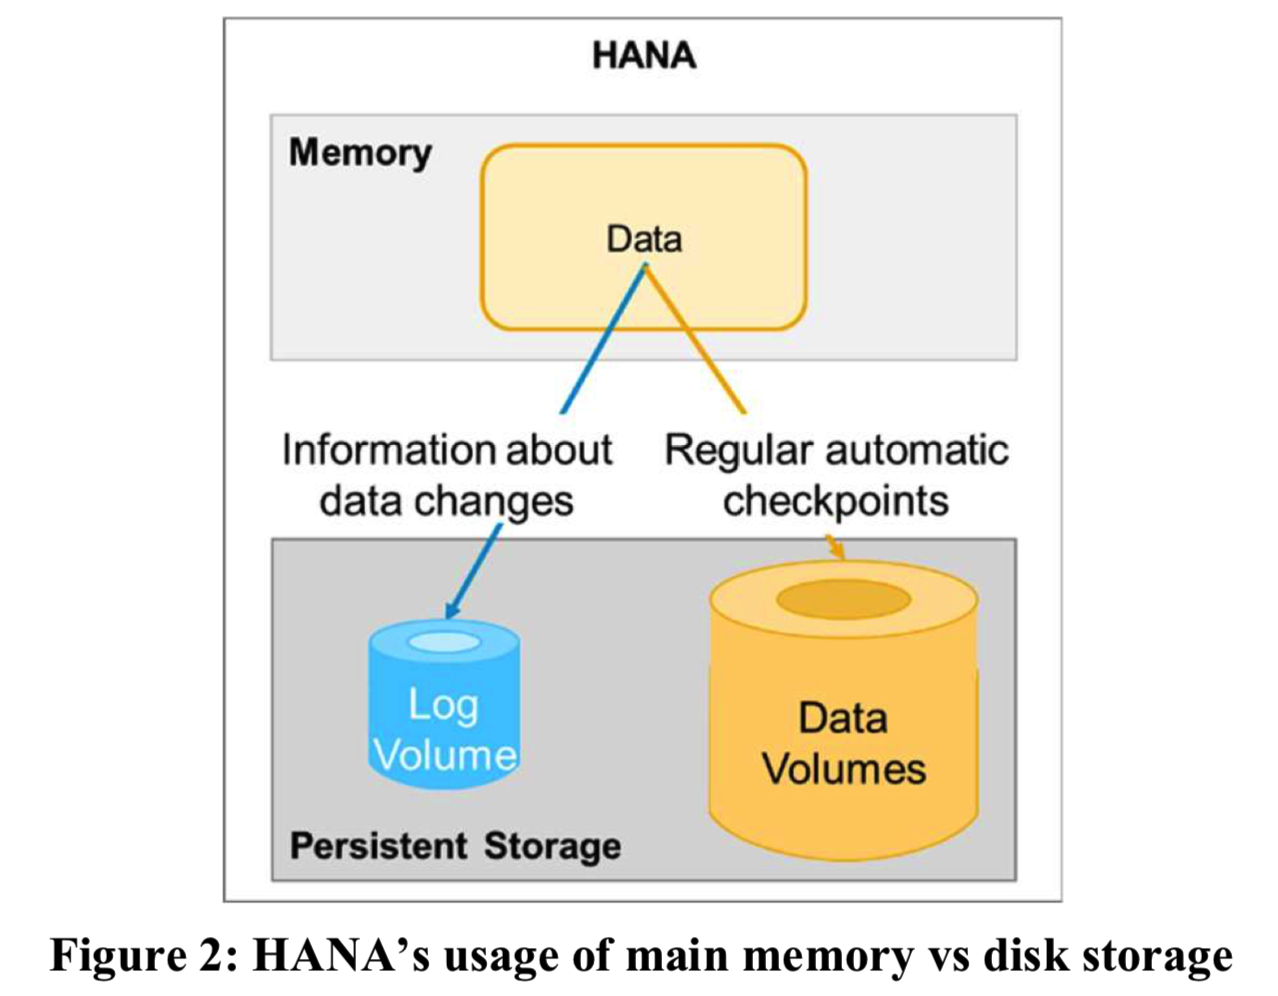 HANA
Memory
Data
Information about
data changes
Regular automatic
checkpoints
Log
Volume
Data
Volumes
Persistent Storage
Figure 2: HANA’s usage of main memory vs disk storage